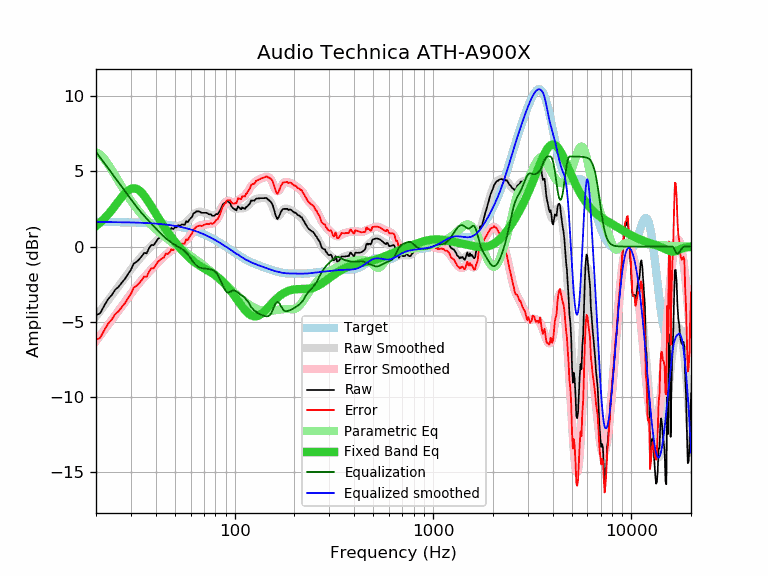 Audio Technica ATH-A900X
Amplitude (dBr)
10
5
0
−5
−10
−15
Target
Raw Smoothed
Error Smoothed
Raw
Error
Parametric Eq
Fixed Band Eq
Equalization
Equalized smoothed
100 1000 10000
Frequency (Hz)